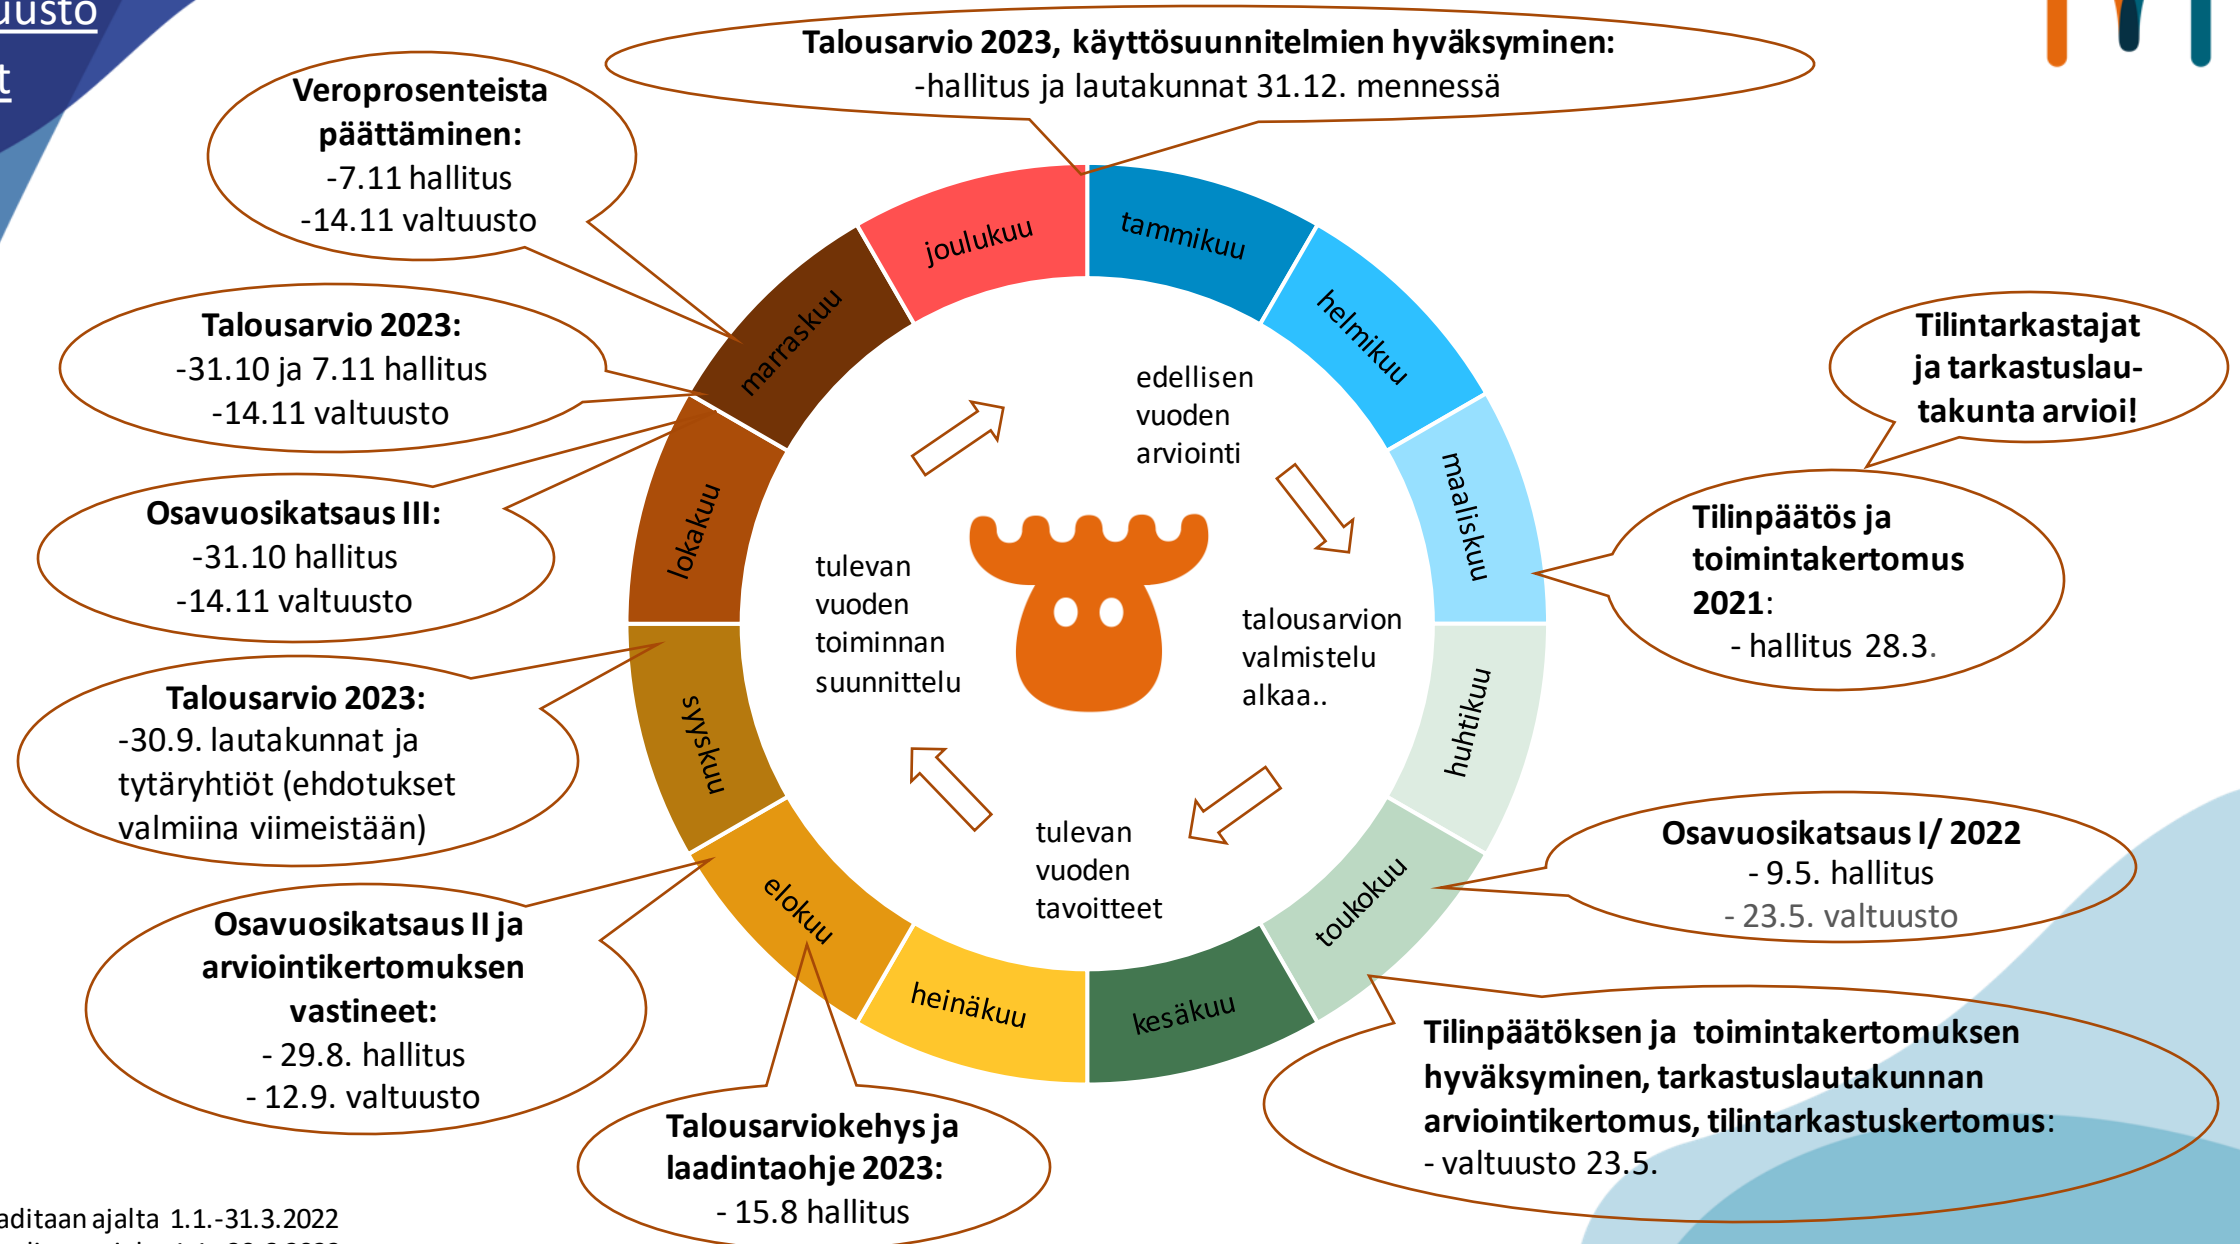 uusto
t
Talousarvio 2023, käyttösuunnitelmien hyväksyminen:
-hallitus ja lautakunnat 31.12. mennessä
Veroprosenteista
päättäminen:
-7.11 hallitus
-14.11 valtuusto
Talousarvio 2023:
-31.10 ja 7.11 hallitus
-14.11 valtuusto
Osavuosikatsaus III:
-31.10 hallitus
-14.11 valtuusto
Talousarvio 2023:
-30.9. lautakunnat ja
tytäryhtiöt (ehdotukset
valmiina viimeistään)
Osavuosikatsaus II ja
arviointikertomuksen
vastineet:
- 29.8. hallitus
- 12.9. valtuusto
Talousarviokehys ja
laadintaohje 2023:
- 15.8 hallitus
Tilintarkastajat
ja tarkastuslau-
takunta arvioi!
Tilinpäätös ja
toimintakertomus
2021:
- hallitus 28.3.
Osavuosikatsaus I/ 2022
- 9.5. hallitus
- 23.5. valtuusto
Tilinpäätöksen ja toimintakertomuksen
hyväksyminen, tarkastuslautakunnan
arviointikertomus, tilintarkastuskertomus:
- valtuusto 23.5.
tammikuu
helmikuu
maaliskuu
huhtikuu
toukokuu
kesäkuu
heinäkuu
elokuu
syyskuu
lokakuu
marraskuu
joulukuu
edellisen
vuoden
arviointi
talousarvion
valmistelu
alkaa..
tulevan
vuoden
tavoitteet
tulevan
vuoden
toiminnan
suunnittelu
aditaan ajalta 1.1.-31.3.2022